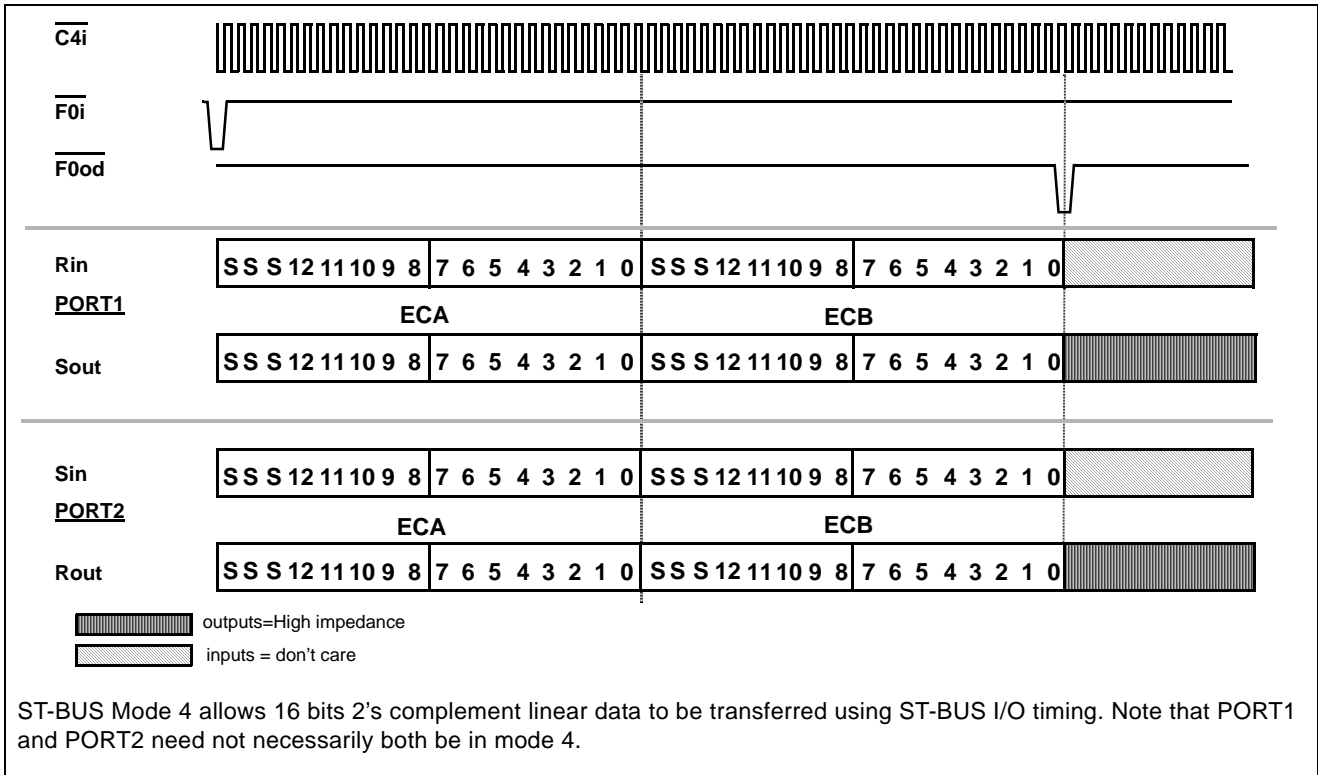 C4i
F0i
F0od
Rin SS S 12 11 10 9 8 7 6 5 4 3 2 1 0 SS S 12 11 10 9 8 7 6 5 4 3 2 1 0
PORT1 ECA ECB
Sout SS S 12 11 10 9 8 7 6 5 4 3 2 1 0 SS S 12 11 10 9 8 7 6 5 4 3 2 1 0
Sin SS S 12 11 10 9 8 7 6 5 4 3 2 1 0 SS S 12 11 10 9 8 7 6 5 4 3 2 1 0
PORT2 ECA ECB
Rout SS S 12 11 10 9 8 7 6 5 4 3 2 1 0 SS S 12 11 10 9 8 7 6 5 4 3 2 1 0
outputs=High impedance
inputs = don't care
ST-BUS Mode 4 allows 16 bits 2's complement linear data to be transferred using ST-BUS I/O timing. Note that PORT1
and PORT2 need not necessarily both be in mode 4.